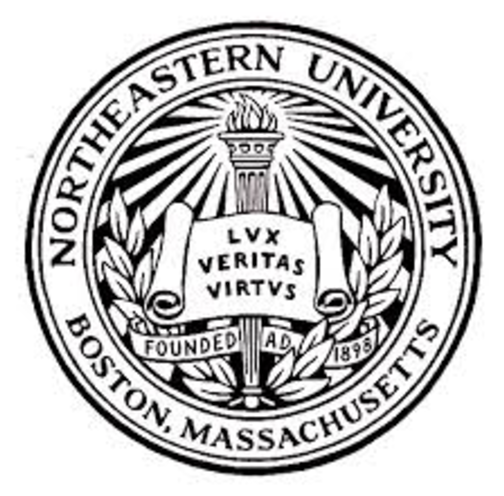 NORTHEASTERN UNIVERSITY
LVX
VERITAS
VIRTVS
FOUNDED AD 1898
BOSTON, MASSACHUSETTS